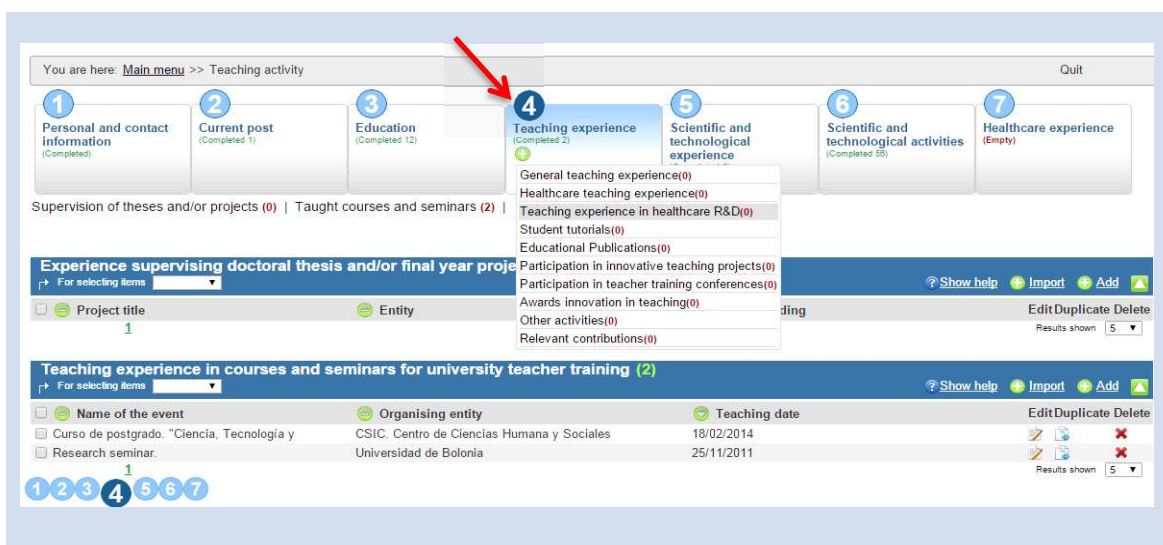 You are here: Main menu >> Teaching activity Quit
1 2 3 4 5 6 7
Personal and contact information
(Completed)
Current post
(Completed 1)
Education
(Completed 12)
Teaching experience
(Completed 2)
Scientific and technological experience
Scientific and technological activities
(Completed 56)
Healthcare experience
(Empty)
General teaching experience(0)
Healthcare teaching experience(0)
Teaching experience in healthcare R&D(0)
Student tutorials(0)
Educational Publications(0)
Participation in innovative teaching projects(0)
Participation in teacher training conferences(0)
Awards innovation in teaching(0)
Other activities(0)
Relevant contributions(0)
Supervision of theses and/or projects (0) | Taught courses and seminars (2) |
Experience supervising doctoral thesis and/or final year proje
For selecting items ? Show help Import Add
Project title Entity ding Edit Duplicate Delete
1 Results shown 5
Teaching experience in courses and seminars for university teacher training (2)
For selecting items ? Show help Import Add
Name of the event Organising entity Teaching date Edit Duplicate Delete
Curso de postgrado. "Ciencia, Tecnología y CSIC. Centro de Ciencias Humana y Sociales 18/02/2014
Research seminar. Universidad de Bolonia 25/11/2011
1 Results shown 5
1 2 3 4 5 6 7